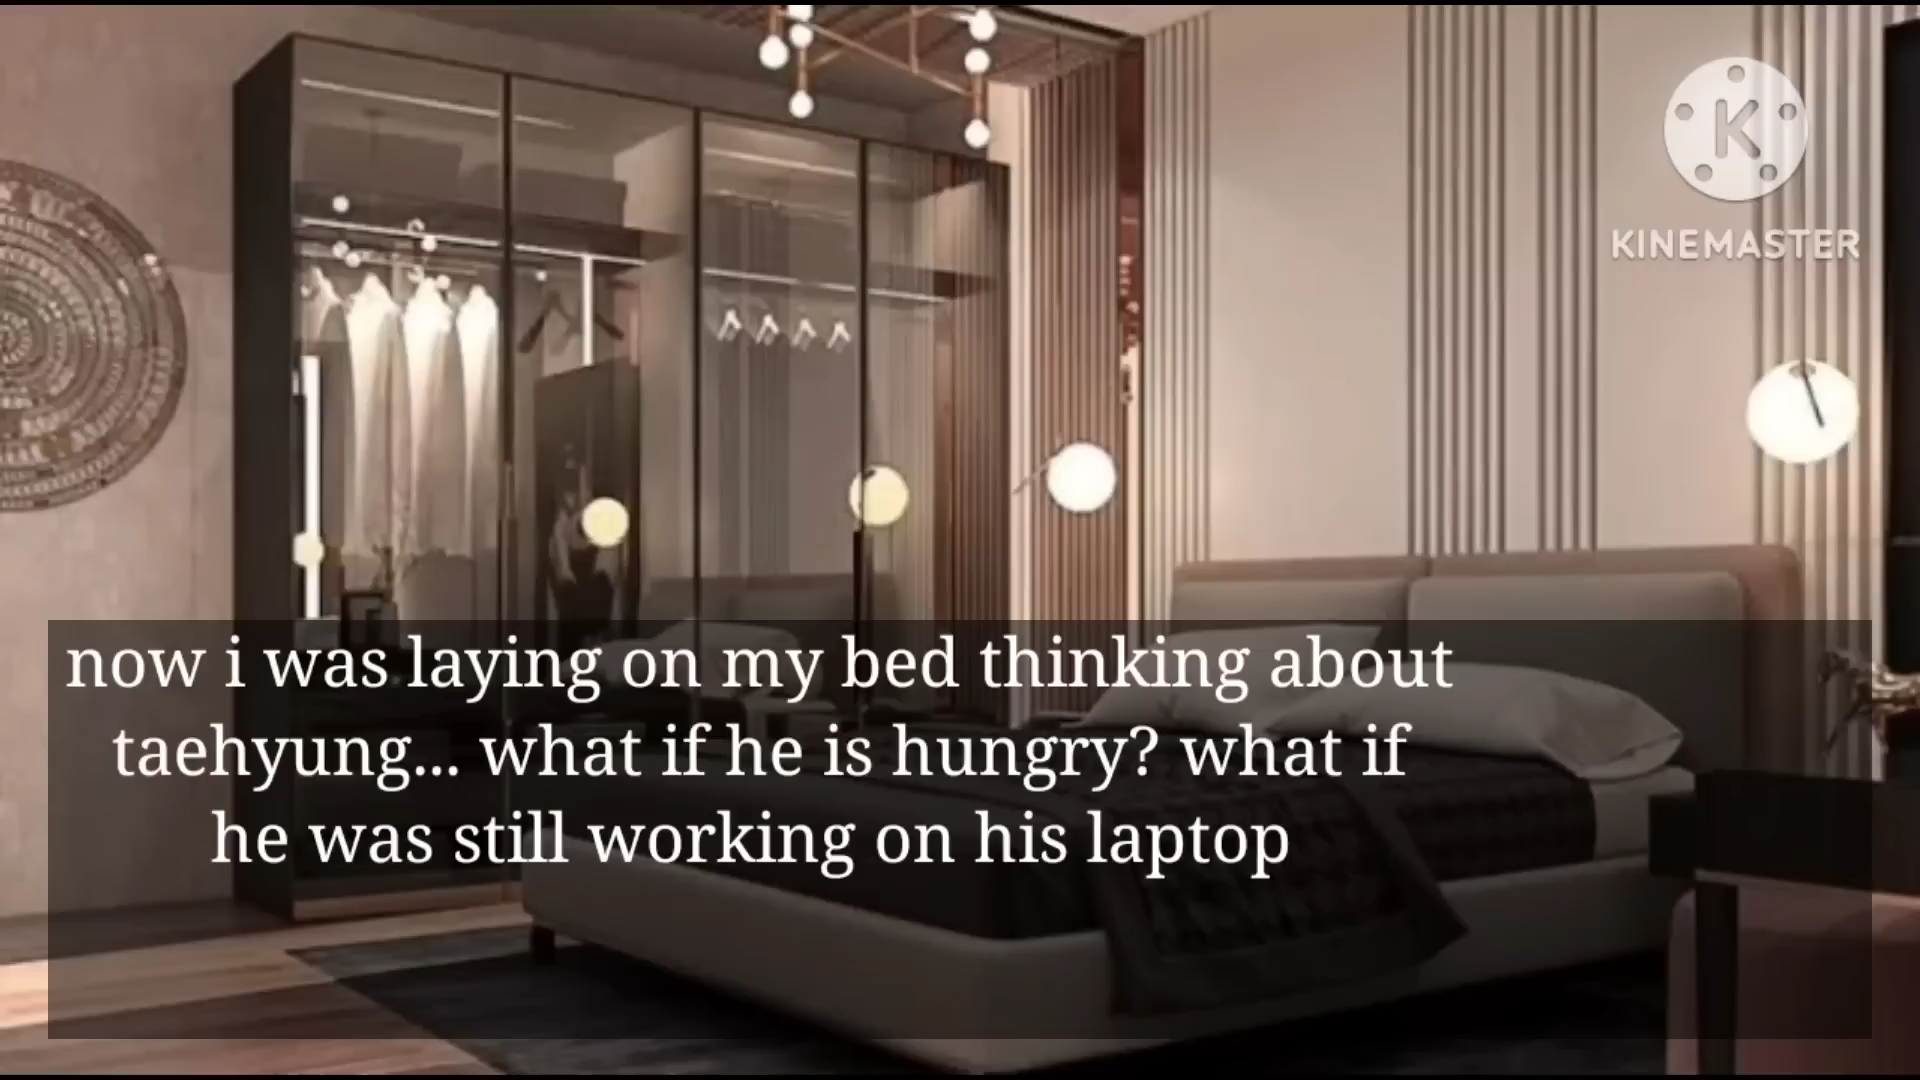 K
KINEMASTER
now i was laying on my bed thinking about
taehyung... what if he is hungry? what if
he was still working on his laptop